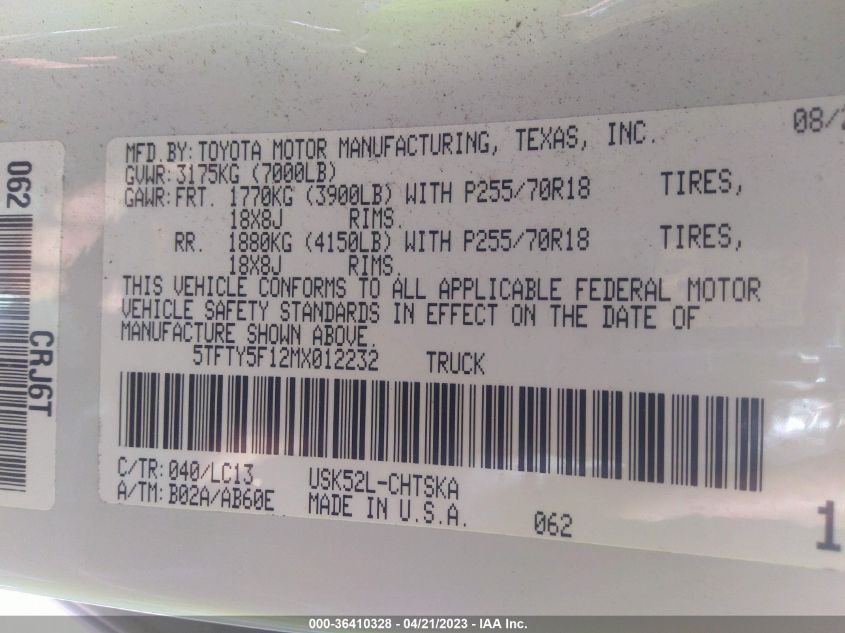 MFD.BY: TOYOTA MOTOR MANUFACTURING, TEXAS, INC. 08/2
GVWR: 3175KG (7000LB)
GAWR: FRT. 1770KG (3900LB) WITH P255/70R18 TIRES,
18X8J RIMS.
RR. 1880KG (4150LB) WITH P255/70R18 TIRES,
18X8J RIMS.
THIS VEHICLE CONFORMS TO ALL APPLICABLE FEDERAL MOTOR
VEHICLE SAFETY STANDARDS IN EFFECT ON THE DATE OF
MANUFACTURE SHOWN ABOVE.
5TFTY5F12MX012232 TRUCK
C/TR: 040/LC13 USK52L-CHTSKA
A/TM: B02A/AB60E MADE IN U.S.A. 062
1
062
CRJ6T
000-36410328 - 04/21/2023 - IAA Inc.